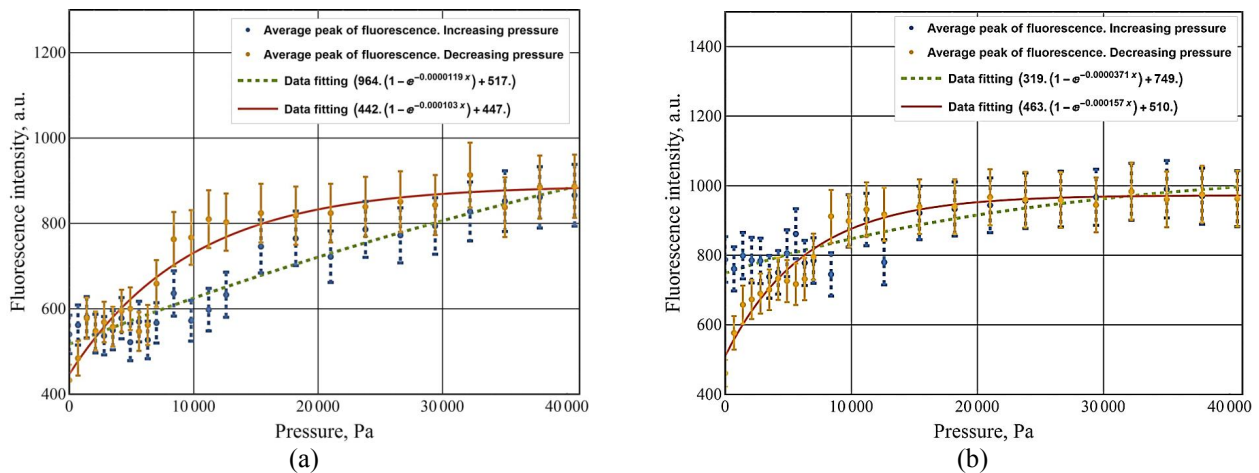 1200
1000
800
600
400
0
10 000
20 000
30 000
40 000
Fluorescence intensity, a.u.
Pressure, Pa
Average peak of fluorescence. Increasing pressure
Average peak of fluorescence. Decreasing pressure
Data fitting (964. (1 − e^−0.0000119 x) + 517.)
Data fitting (442. (1 − e^−0.000103 x) + 447.)
(a)
1400
1200
1000
800
600
400
0
10 000
20 000
30 000
40 000
Fluorescence intensity, a.u.
Pressure, Pa
Average peak of fluorescence. Increasing pressure
Average peak of fluorescence. Decreasing pressure
Data fitting (319. (1 − e^−0.0000371 x) + 749.)
Data fitting (463. (1 − e^−0.000157 x) + 510.)
(b)